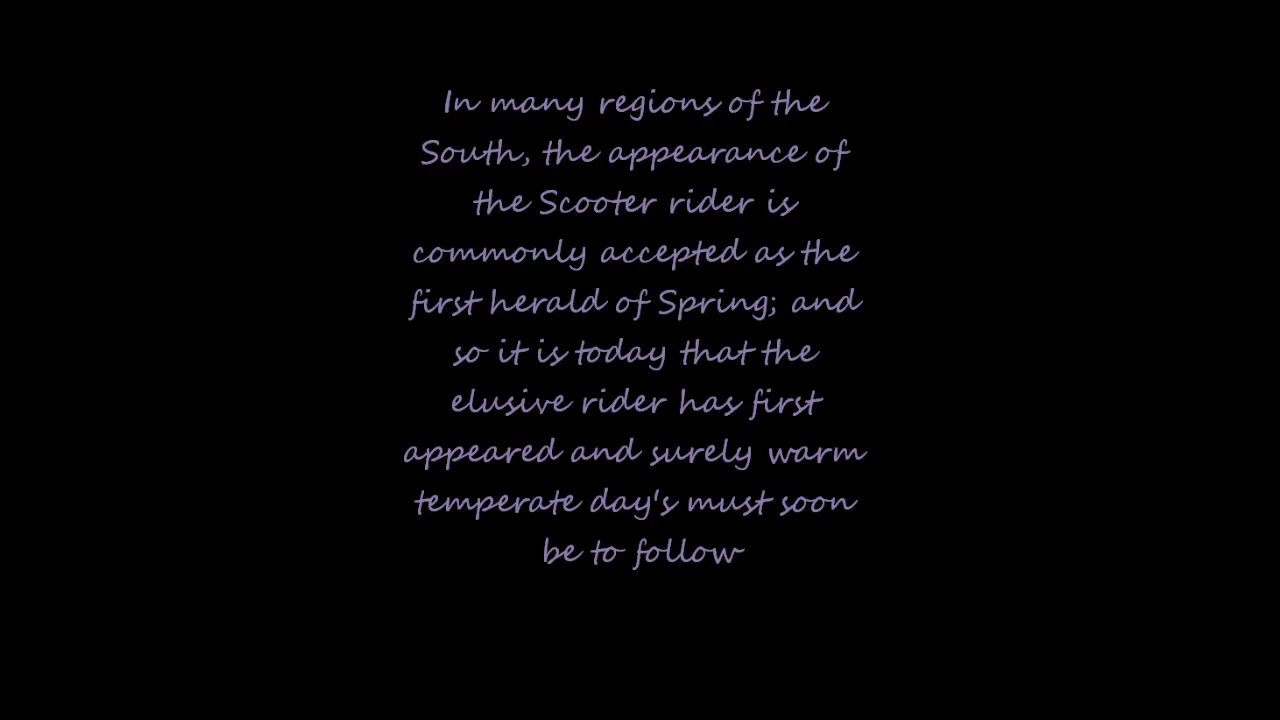 In many regions of the
South, the appearance of
the Scooter rider is
commonly accepted as the
first herald of Spring; and
so it is today that the
elusive rider has first
appeared and surely warm
temperate day's must soon
be to follow